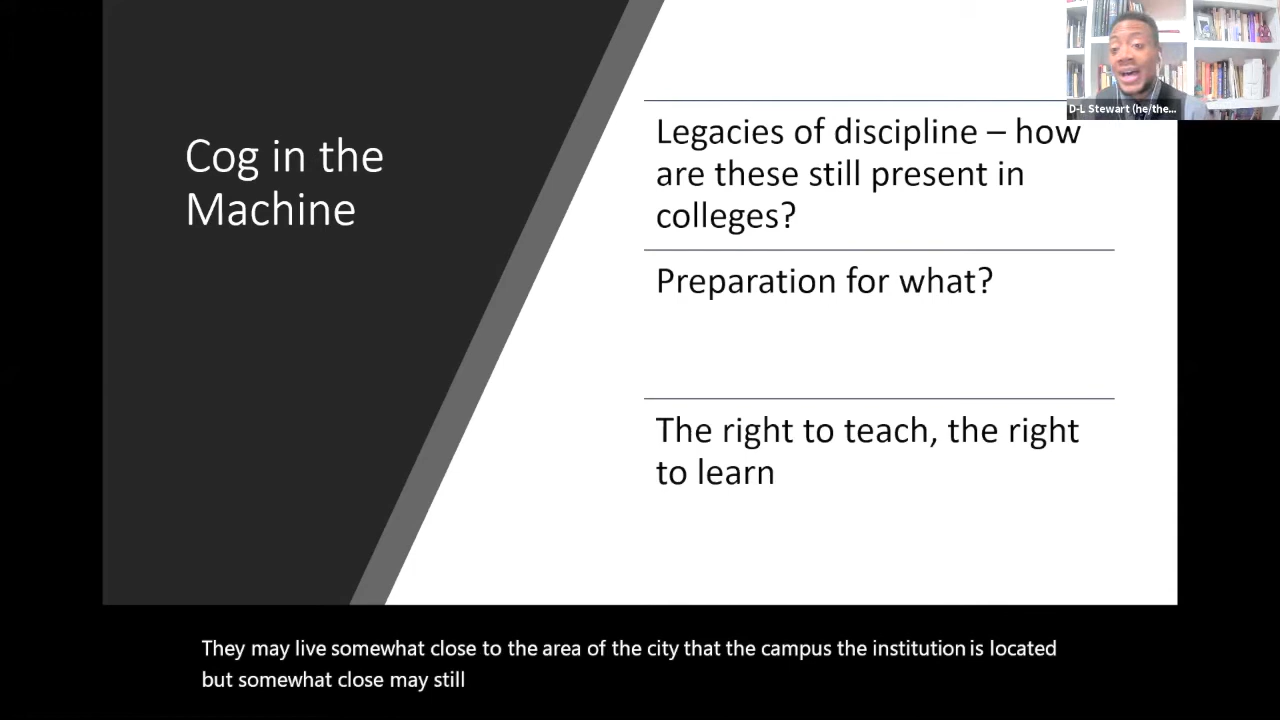 D-L Stewart (he/the...
Cog in the
Machine
Legacies of discipline – how
are these still present in
colleges?
Preparation for what?
The right to teach, the right
to learn
They may live somewhat close to the area of the city that the campus the institution is located
but somewhat close may still